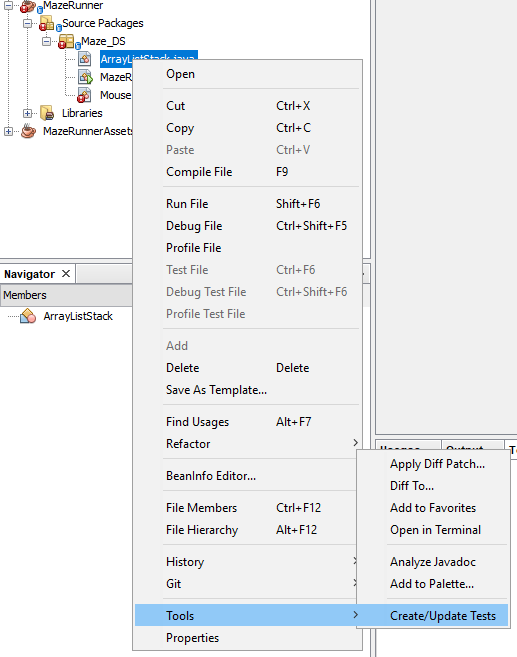 MazeRunner
Source Packages
Maze_DS
ArrayListStack.java
MazeR
Mouse
Libraries
MazeRunnerAssets
Open
Cut Ctrl+X
Copy Ctrl+C
Paste Ctrl+V
Compile File F9
Run File Shift+F6
Debug File Ctrl+Shift+F5
Profile File
Test File Ctrl+F6
Debug Test File Ctrl+Shift+F6
Profile Test File
Add
Delete Delete
Save As Template...
Find Usages Alt+F7
Refactor
BeanInfo Editor...
File Members Ctrl+F12
File Hierarchy Alt+F12
History
Git
Tools
Properties
Navigator
Members
ArrayListStack
Usages Output
Apply Diff Patch...
Diff To...
Add to Favorites
Open in Terminal
Analyze Javadoc
Add to Palette...
Create/Update Tests